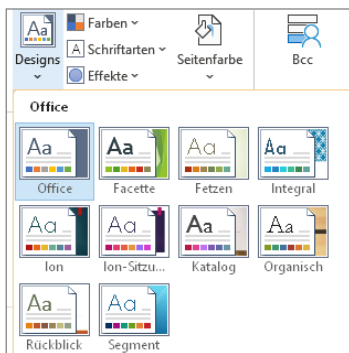 Aa
Designs
Farben
A Schriftarten
Effekte
Seitenfarbe
Bcc
Office
Aa Aa Aa Aa
Office Facette Fetzen Integral
Aa Aa Aa Aa
Ion Ion-Sitzu... Katalog Organisch
Aa Aa
Rückblick Segment